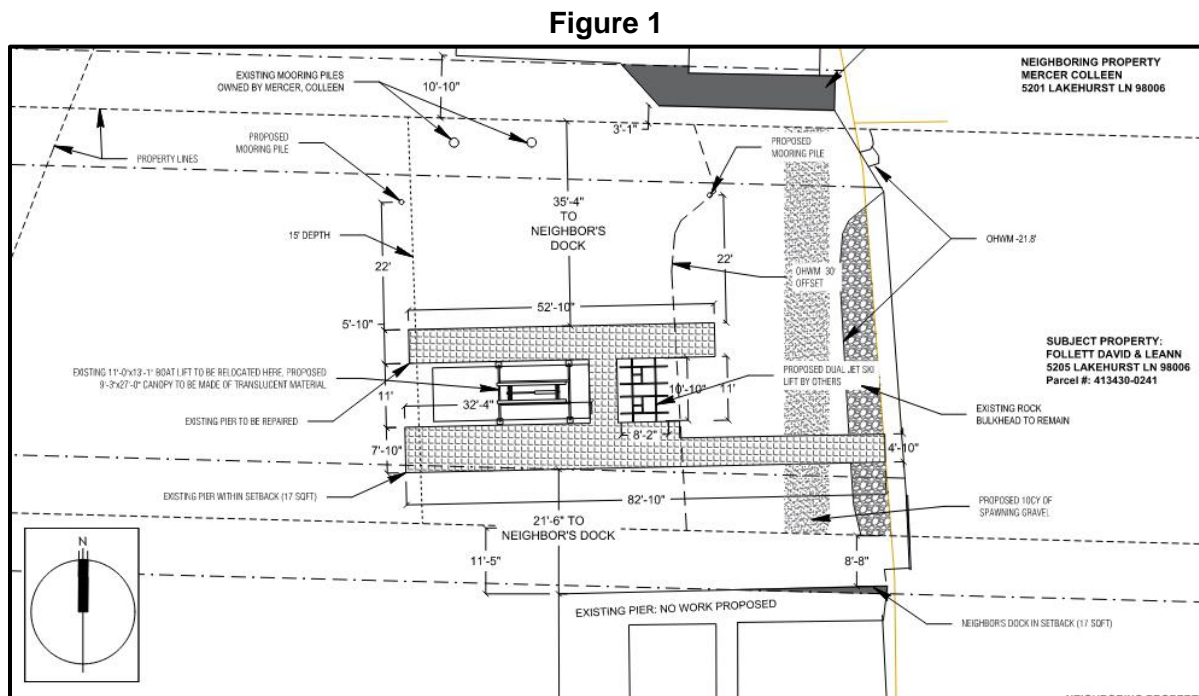 Figure 1
NEIGHBORING PROPERTY
MERCER COLLEEN
5201 LAKEHURST LN 98006
EXISTING MOORING PILES
OWNED BY MERCER, COLLEEN
10'-10"
3'-1"
PROPOSED
MOORING PILE
PROPOSED
MOORING PILE
PROPERTY LINES
35'-4"
TO
NEIGHBOR'S
DOCK
15' DEPTH
OHWM -21.8'
22'
22'
OHWM 30'
OFFSET
52'-10"
5'-10"
SUBJECT PROPERTY:
FOLLETT DAVID & LEANN
5205 LAKEHURST LN 98006
Parcel #: 413430-0241
EXISTING 11'-0"x13'-1" BOAT LIFT TO BE RELOCATED HERE, PROPOSED
9'-3"x27'-0" CANOPY TO BE MADE OF TRANSLUCENT MATERIAL
PROPOSED DUAL JET SKI
LIFT BY OTHERS
10'-10"
11'
11'
32'-4"
EXISTING PIER TO BE REPAIRED
EXISTING ROCK
BULKHEAD TO REMAIN
8'-2"
7'-10"
4'-10"
EXISTING PIER WITHIN SETBACK (17 SQFT)
82'-10"
PROPOSED 10CY OF
SPAWNING GRAVEL
21'-6" TO
NEIGHBOR'S DOCK
N
11'-5"
8'-8"
EXISTING PIER: NO WORK PROPOSED
NEIGHBOR'S DOCK IN SETBACK (17 SQFT)